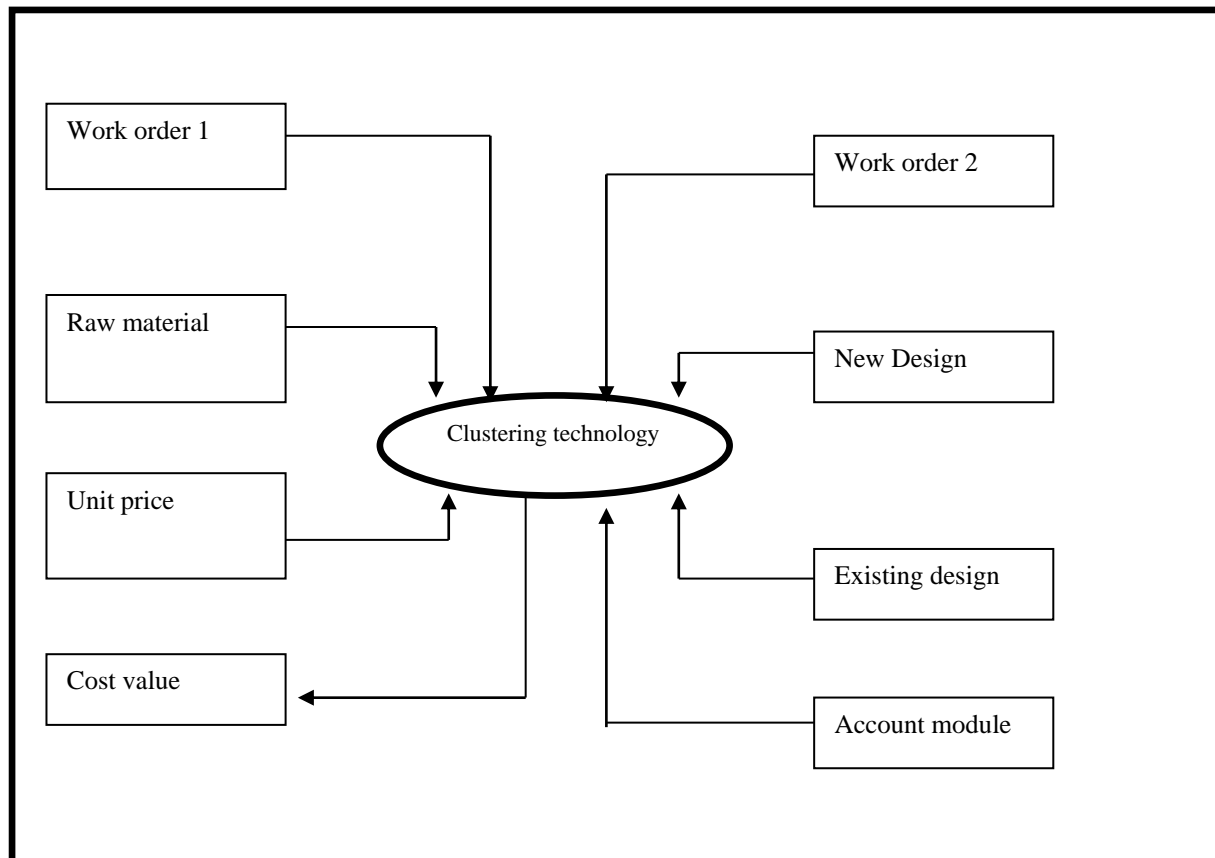 Work order 1
Work order 2
Raw material
New Design
Clustering technology
Unit price
Existing design
Cost value
Account module